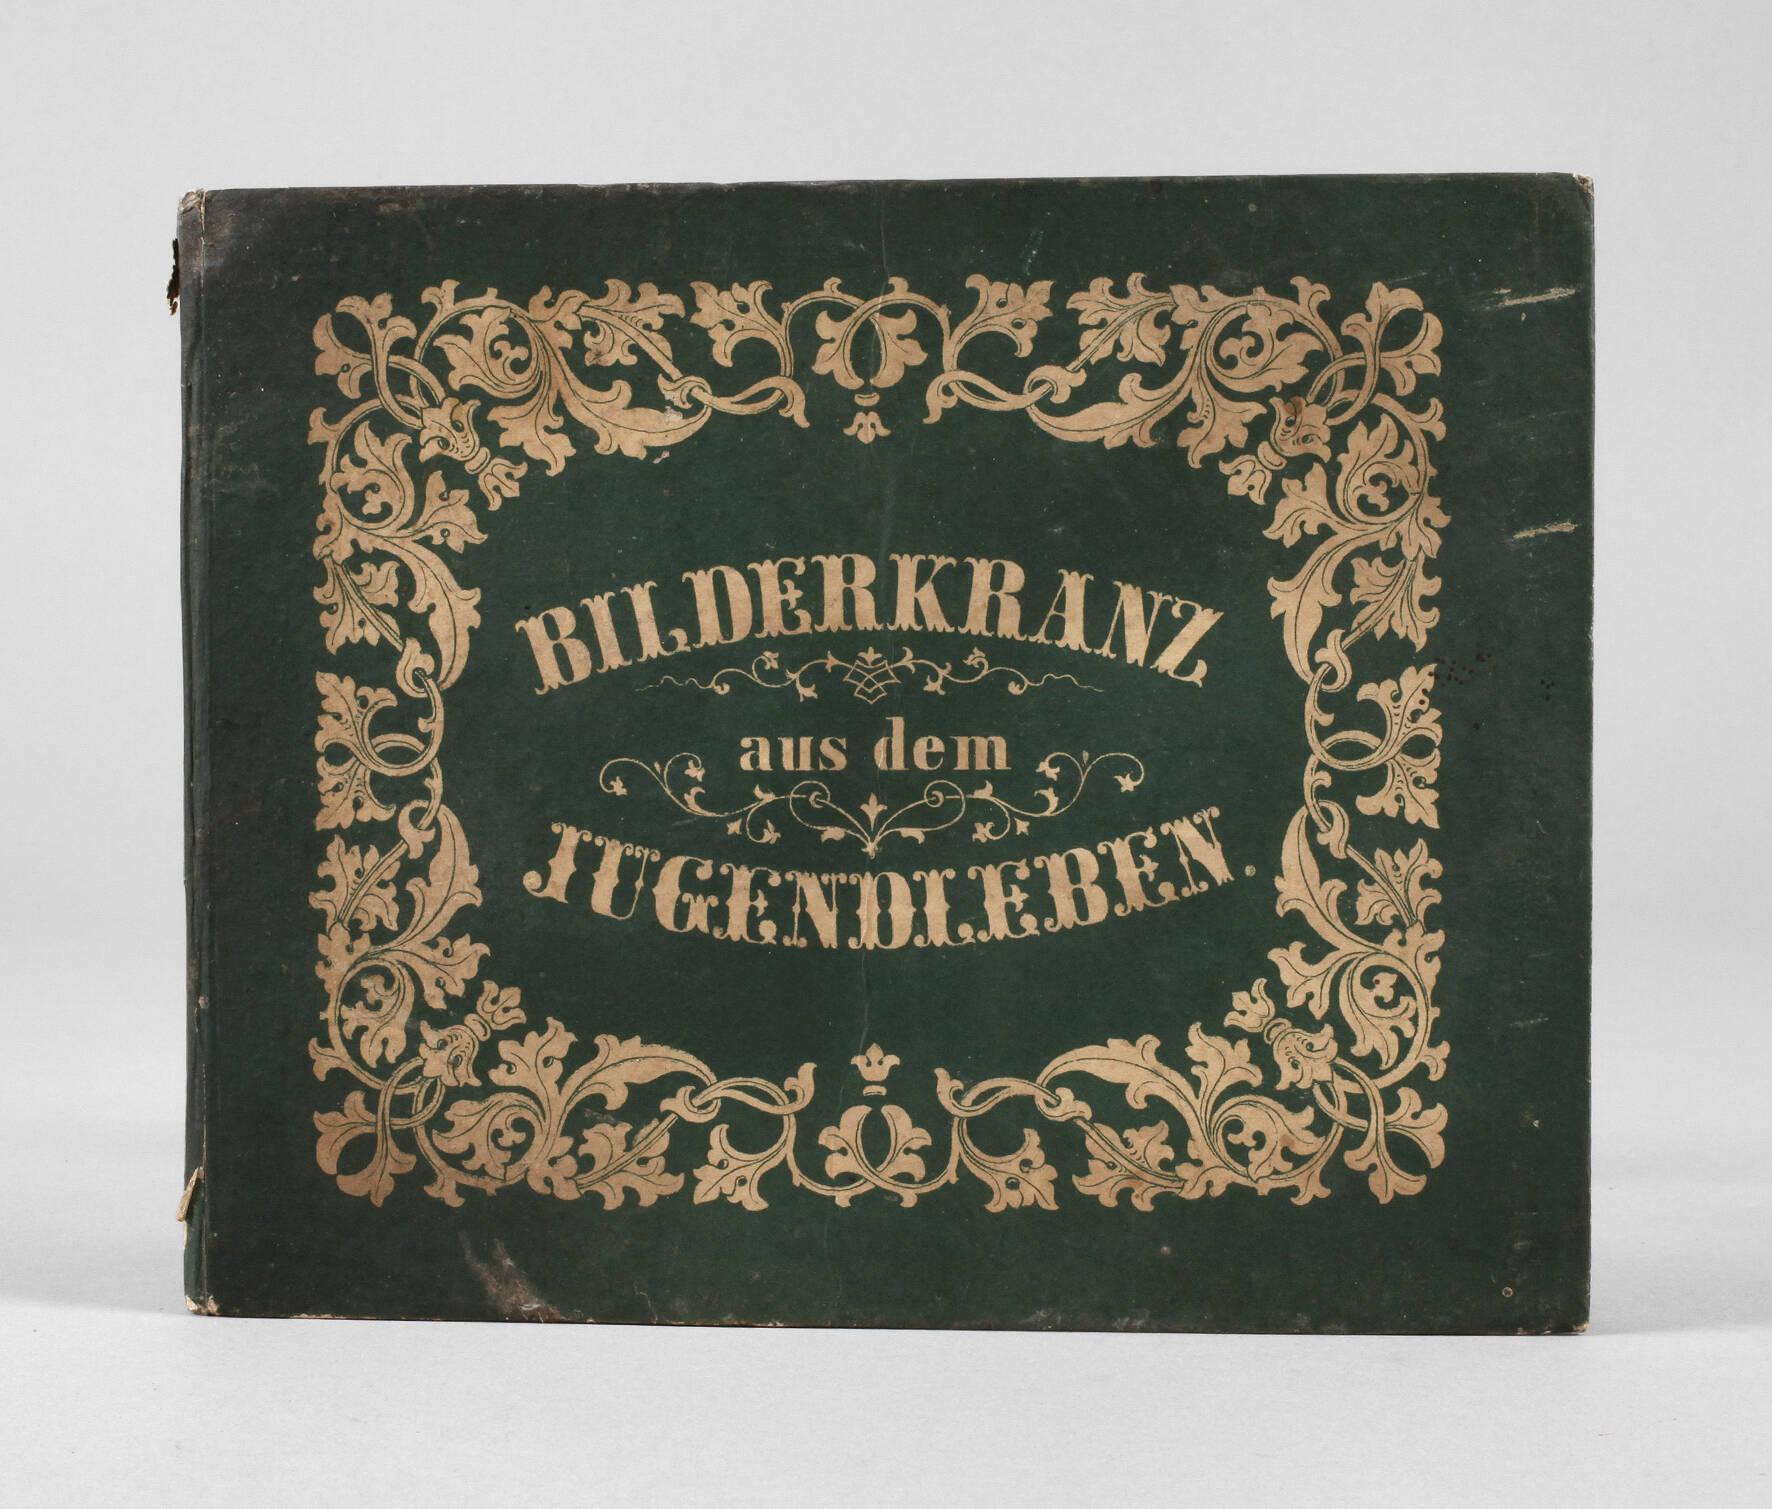 BILDERKRANZ
aus dem
JUGENDLEBEN.